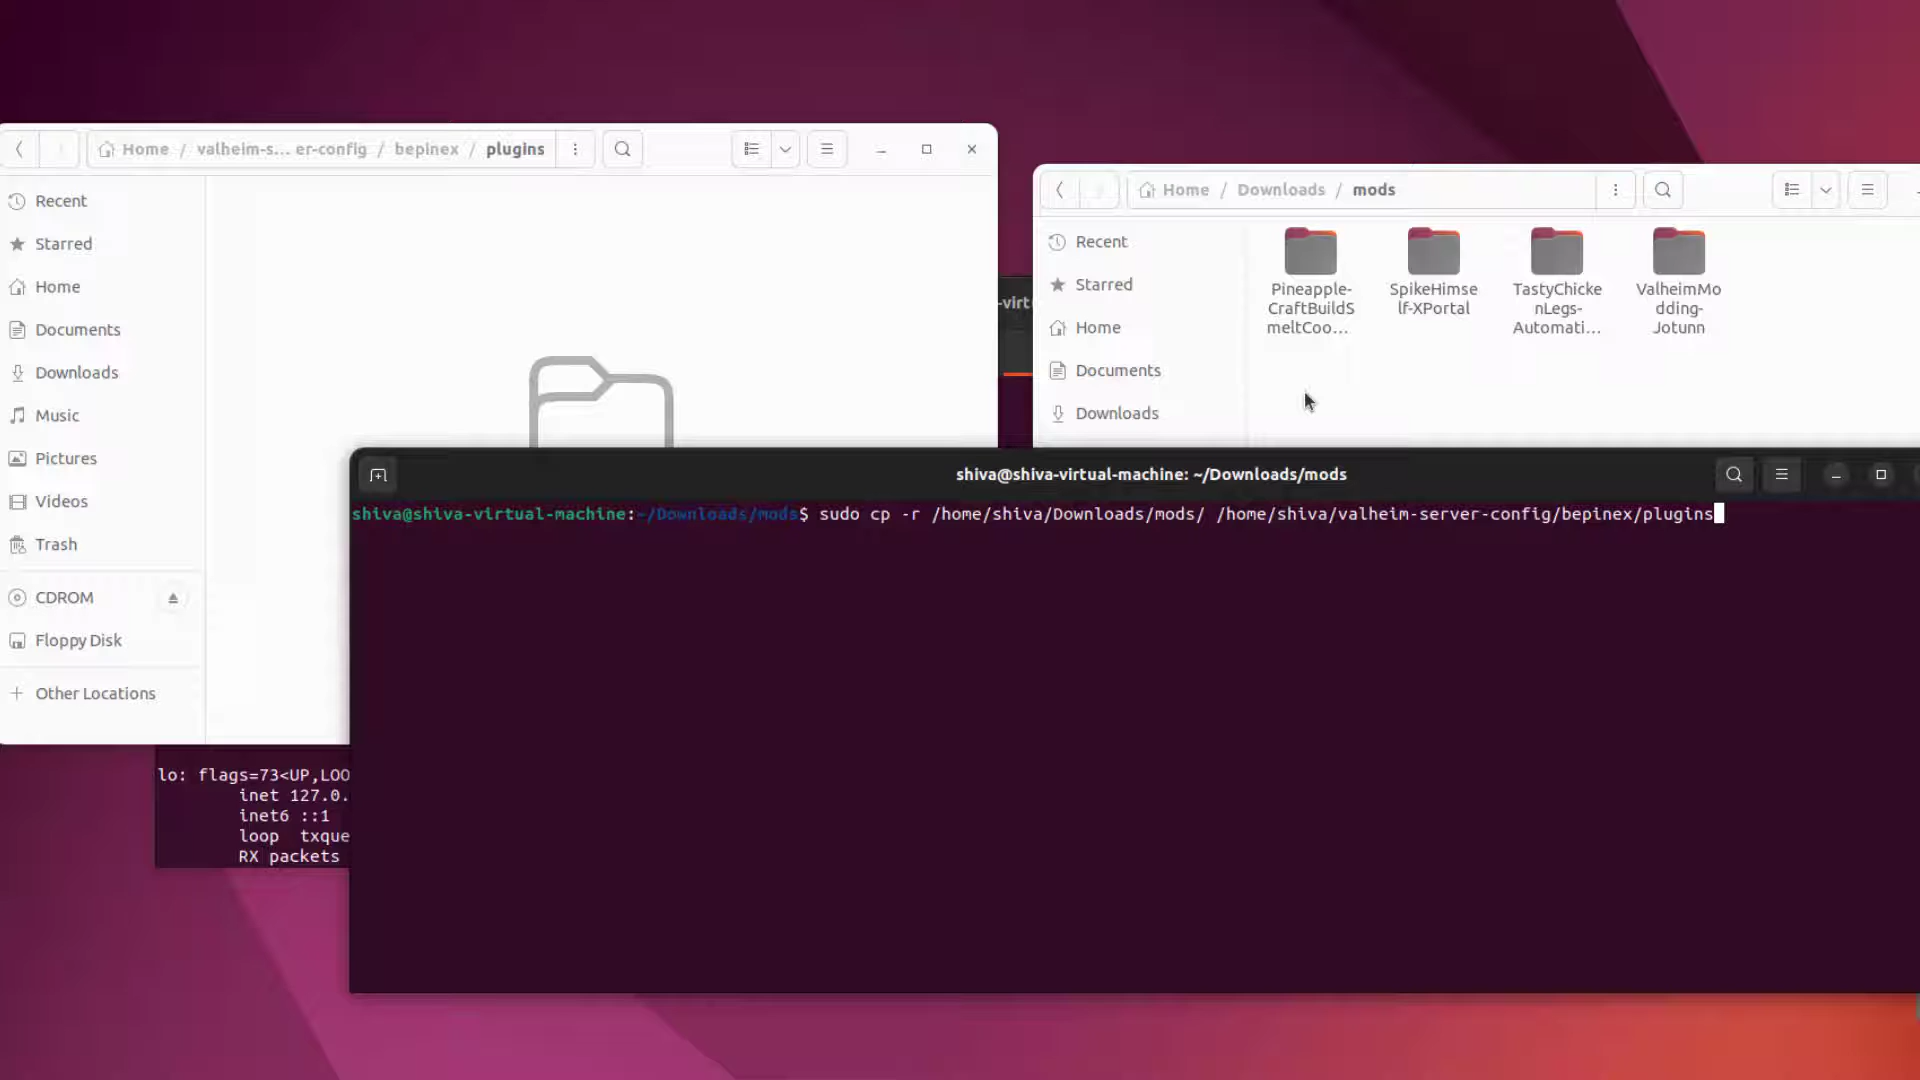 Home / valheim-s... er-config / bepinex / plugins
Recent
Starred
Home
Documents
Downloads
Music
Pictures
Videos
Trash
CDROM
Floppy Disk
Other Locations
-virt
Home / Downloads / mods
Recent
Starred
Home
Documents
Downloads
Pineapple-
CraftBuildS
meltCoo...
SpikeHimse
lf-XPortal
TastyChicke
nLegs-
Automati...
ValheimMo
dding-
Jotunn
shiva@shiva-virtual-machine: ~/Downloads/mods
shiva@shiva-virtual-machine:~/Downloads/mods$ sudo cp -r /home/shiva/Downloads/mods/ /home/shiva/valheim-server-config/bepinex/plugins
lo: flags=73<UP,LOO
inet 127.0.
inet6 ::1
loop txque
RX packets